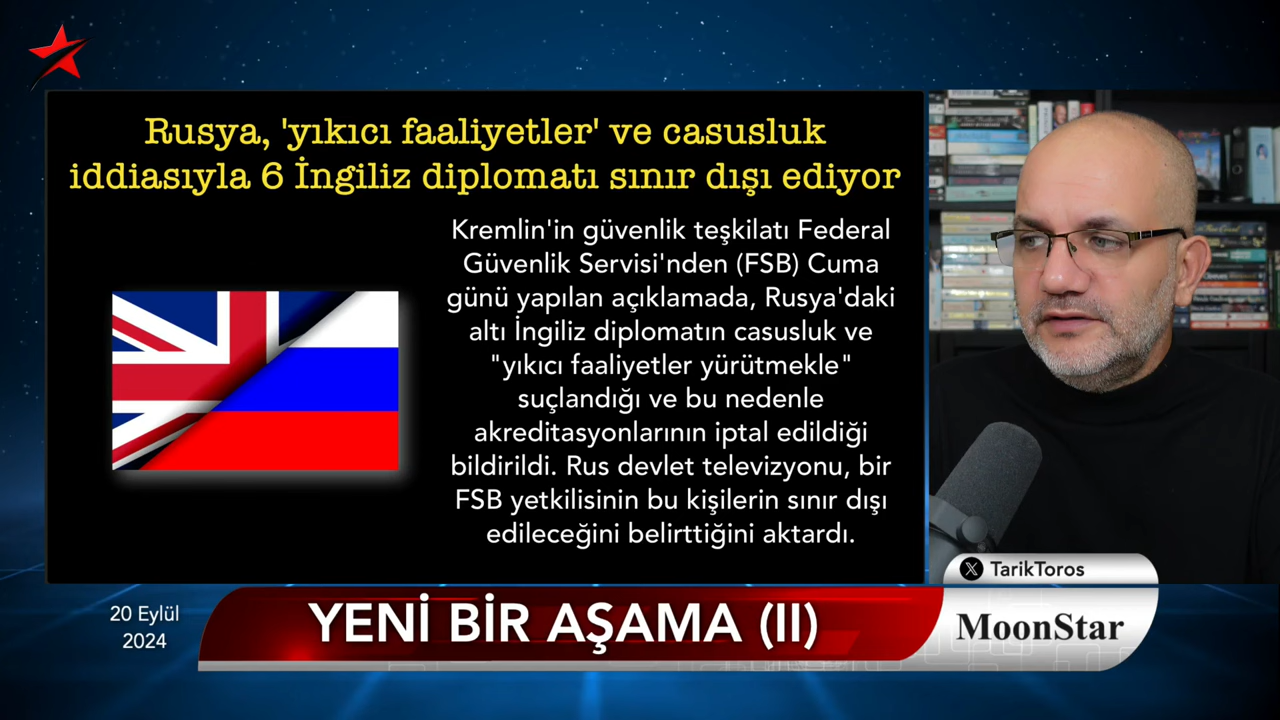 Rusya, 'yıkıcı faaliyetler' ve casusluk
iddiasıyla 6 İngiliz diplomatı sınır dışı ediyor
Kremlin'in güvenlik teşkilatı Federal
Güvenlik Servisi'nden (FSB) Cuma
günü yapılan açıklamada, Rusya'daki
altı İngiliz diplomatın casusluk ve
"yıkıcı faaliyetler yürütmekle"
suçlandığı ve bu nedenle
akreditasyonlarının iptal edildiği
bildirildi. Rus devlet televizyonu, bir
FSB yetkilisinin bu kişilerin sınır dışı
edileceğini belirttiğini aktardı.
X TarikToros
20 Eylül
2024
YENİ BİR AŞAMA (II)
MoonStar